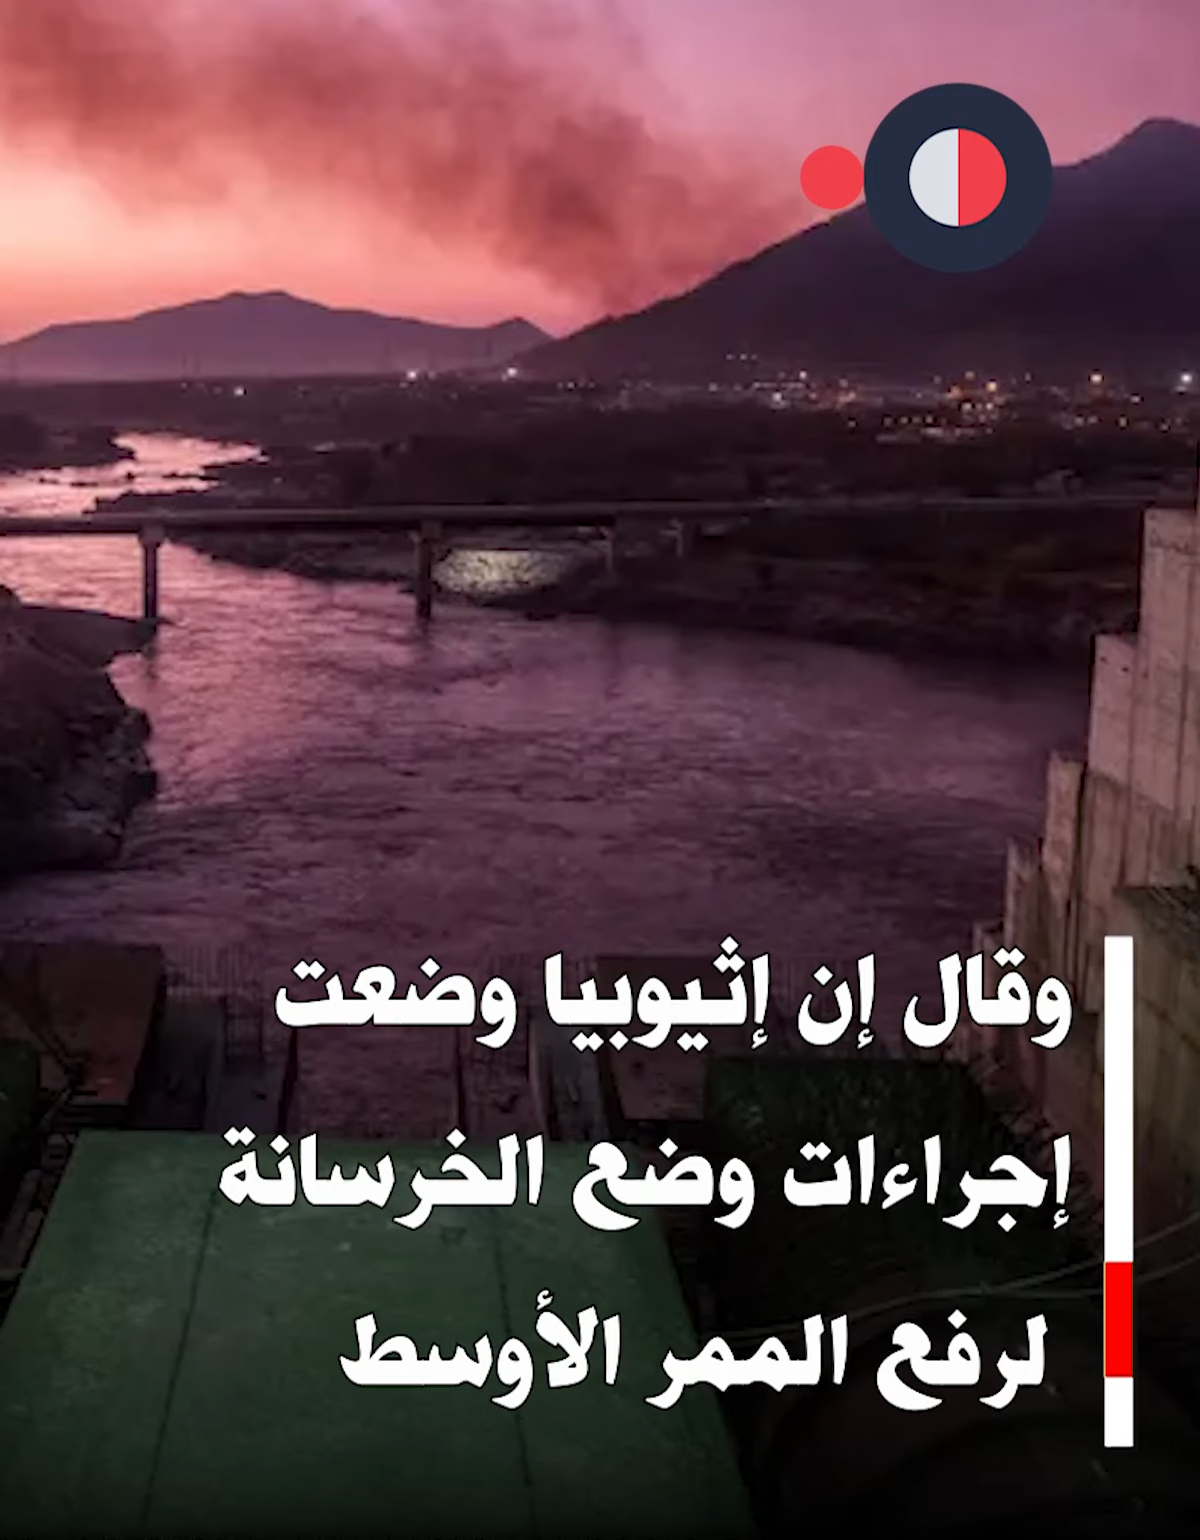 وقال إن إثيوبيا وضعت
إجراءات وضع الخرسانة
لرفع الممر الأوسط